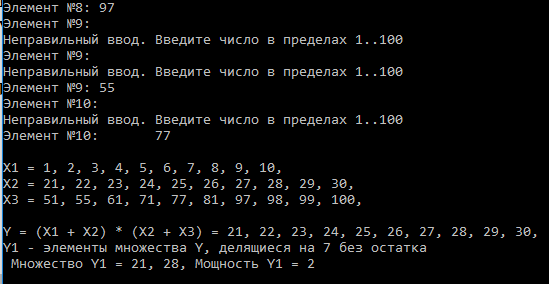 Элемент №8: 97
Элемент №9:
Неправильный ввод. Введите число в пределах 1..100
Элемент №9:
Неправильный ввод. Введите число в пределах 1..100
Элемент №9: 55
Элемент №10:
Неправильный ввод. Введите число в пределах 1..100
Элемент №10:       77
X1 = 1, 2, 3, 4, 5, 6, 7, 8, 9, 10,
X2 = 21, 22, 23, 24, 25, 26, 27, 28, 29, 30,
X3 = 51, 55, 61, 71, 77, 81, 97, 98, 99, 100,
Y = (X1 + X2) * (X2 + X3) = 21, 22, 23, 24, 25, 26, 27, 28, 29, 30,
Y1 - элементы множества Y, делящиеся на 7 без остатка
Множество Y1 = 21, 28, Мощность Y1 = 2